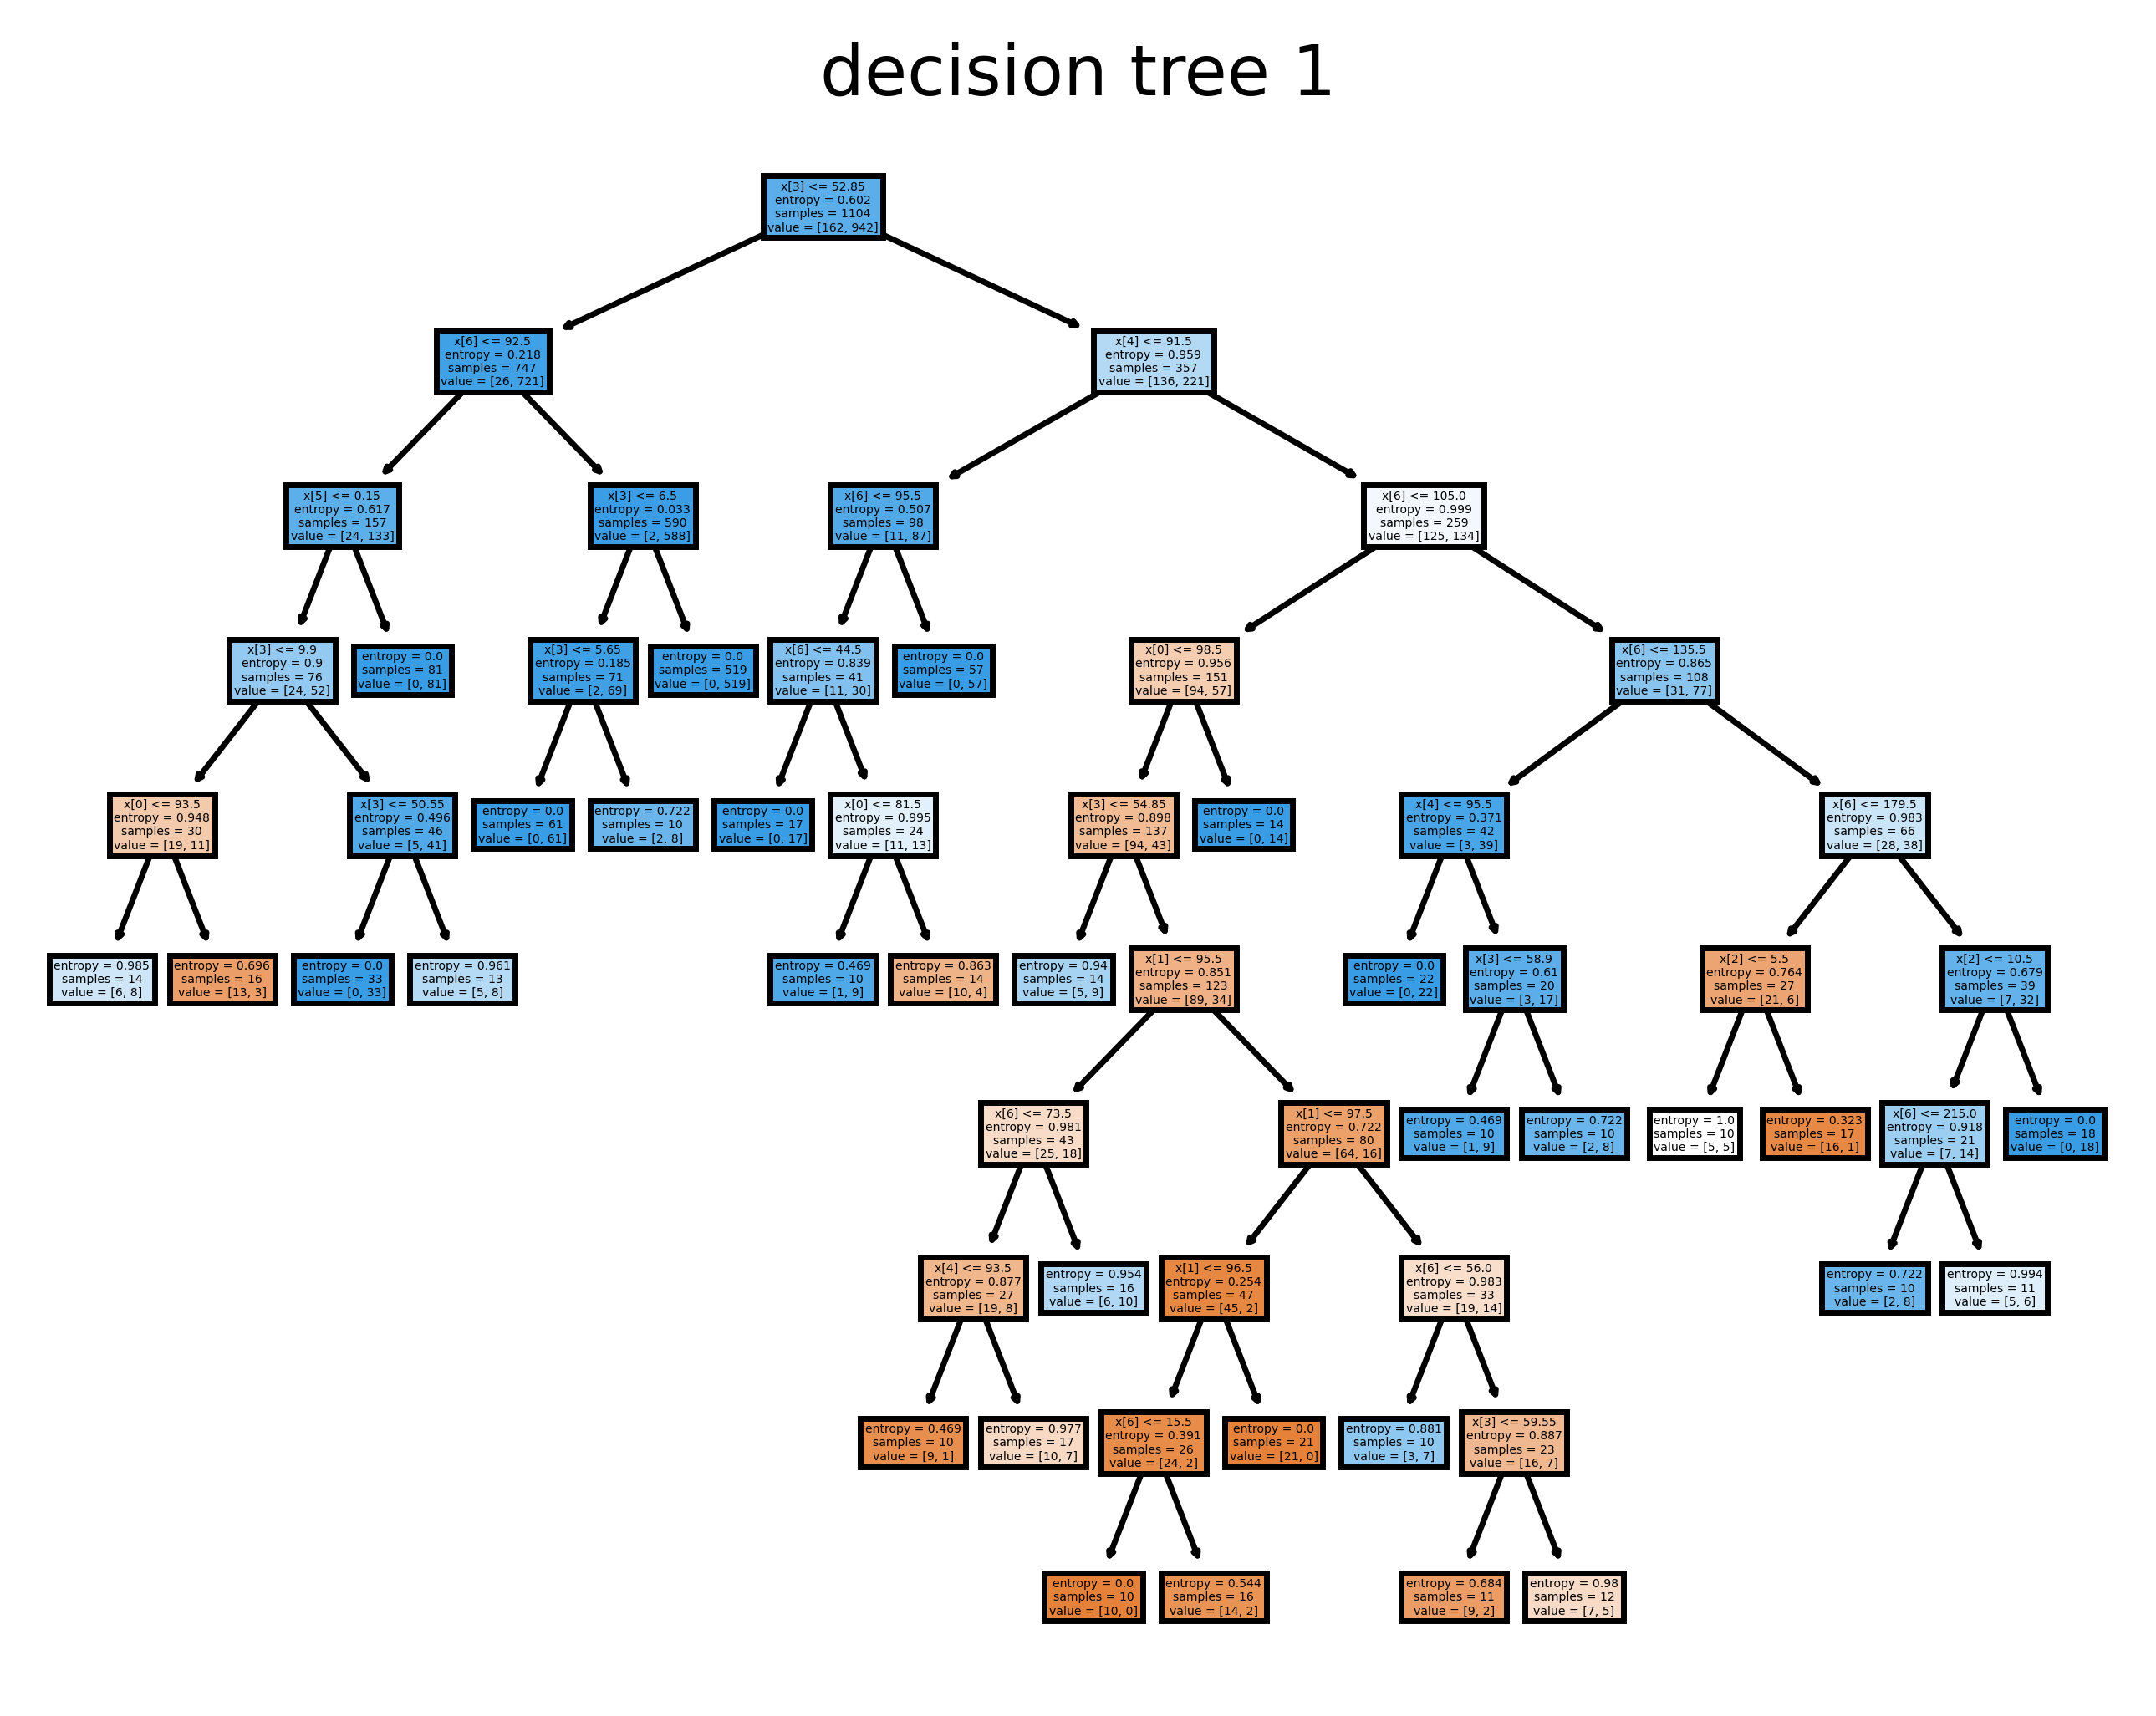 decision tree 1
x[3] <= 52.85
entropy = 0.602
samples = 1104
value = [162, 942]
x[6] <= 92.5
entropy = 0.218
samples = 747
value = [26, 721]
x[4] <= 91.5
entropy = 0.959
samples = 357
value = [136, 221]
x[5] <= 0.15
entropy = 0.617
samples = 157
value = [24, 133]
x[3] <= 6.5
entropy = 0.033
samples = 590
value = [2, 588]
x[6] <= 95.5
entropy = 0.507
samples = 98
value = [11, 87]
x[6] <= 105.0
entropy = 0.999
samples = 259
value = [125, 134]
x[3] <= 9.9
entropy = 0.9
samples = 76
value = [24, 52]
entropy = 0.0
samples = 81
value = [0, 81]
x[3] <= 5.65
entropy = 0.185
samples = 71
value = [2, 69]
entropy = 0.0
samples = 519
value = [0, 519]
x[6] <= 44.5
entropy = 0.839
samples = 41
value = [11, 30]
entropy = 0.0
samples = 57
value = [0, 57]
x[0] <= 98.5
entropy = 0.956
samples = 151
value = [94, 57]
x[6] <= 135.5
entropy = 0.865
samples = 108
value = [31, 77]
x[0] <= 93.5
entropy = 0.948
samples = 30
value = [19, 11]
x[3] <= 50.55
entropy = 0.496
samples = 46
value = [5, 41]
entropy = 0.0
samples = 61
value = [0, 61]
entropy = 0.722
samples = 10
value = [2, 8]
entropy = 0.0
samples = 17
value = [0, 17]
x[0] <= 81.5
entropy = 0.995
samples = 24
value = [11, 13]
x[3] <= 54.85
entropy = 0.898
samples = 137
value = [94, 43]
entropy = 0.0
samples = 14
value = [0, 14]
x[4] <= 95.5
entropy = 0.371
samples = 42
value = [3, 39]
x[6] <= 179.5
entropy = 0.983
samples = 66
value = [28, 38]
entropy = 0.985
samples = 14
value = [6, 8]
entropy = 0.696
samples = 16
value = [13, 3]
entropy = 0.0
samples = 33
value = [0, 33]
entropy = 0.961
samples = 13
value = [5, 8]
entropy = 0.469
samples = 10
value = [1, 9]
entropy = 0.863
samples = 14
value = [10, 4]
entropy = 0.94
samples = 14
value = [5, 9]
x[1] <= 95.5
entropy = 0.851
samples = 123
value = [89, 34]
entropy = 0.0
samples = 22
value = [0, 22]
x[3] <= 58.9
entropy = 0.61
samples = 20
value = [3, 17]
x[2] <= 5.5
entropy = 0.764
samples = 27
value = [21, 6]
x[2] <= 10.5
entropy = 0.679
samples = 39
value = [7, 32]
x[6] <= 73.5
entropy = 0.981
samples = 43
value = [25, 18]
x[1] <= 97.5
entropy = 0.722
samples = 80
value = [64, 16]
entropy = 0.469
samples = 10
value = [1, 9]
entropy = 0.722
samples = 10
value = [2, 8]
entropy = 1.0
samples = 10
value = [5, 5]
entropy = 0.323
samples = 17
value = [16, 1]
x[6] <= 215.0
entropy = 0.918
samples = 21
value = [7, 14]
entropy = 0.0
samples = 18
value = [0, 18]
x[4] <= 93.5
entropy = 0.877
samples = 27
value = [19, 8]
entropy = 0.954
samples = 16
value = [6, 10]
x[1] <= 96.5
entropy = 0.254
samples = 47
value = [45, 2]
x[6] <= 56.0
entropy = 0.983
samples = 33
value = [19, 14]
entropy = 0.722
samples = 10
value = [2, 8]
entropy = 0.994
samples = 11
value = [5, 6]
entropy = 0.469
samples = 10
value = [9, 1]
entropy = 0.977
samples = 17
value = [10, 7]
x[6] <= 15.5
entropy = 0.391
samples = 26
value = [24, 2]
entropy = 0.0
samples = 21
value = [21, 0]
entropy = 0.881
samples = 10
value = [3, 7]
x[3] <= 59.55
entropy = 0.887
samples = 23
value = [16, 7]
entropy = 0.0
samples = 10
value = [10, 0]
entropy = 0.544
samples = 16
value = [14, 2]
entropy = 0.684
samples = 11
value = [9, 2]
entropy = 0.98
samples = 12
value = [7, 5]